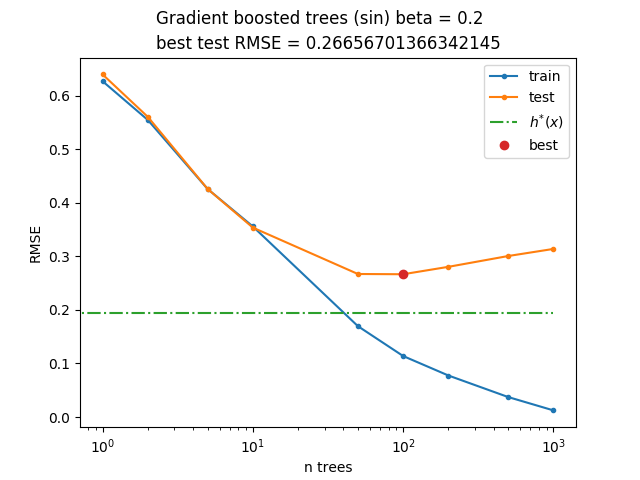 Gradient boosted trees (sin) beta = 0.2
best test RMSE = 0.26656701366342145
train
test
h*(x)
best
RMSE
0.6
0.5
0.4
0.3
0.2
0.1
0.0
10⁰ 10¹ 10² 10³
n trees